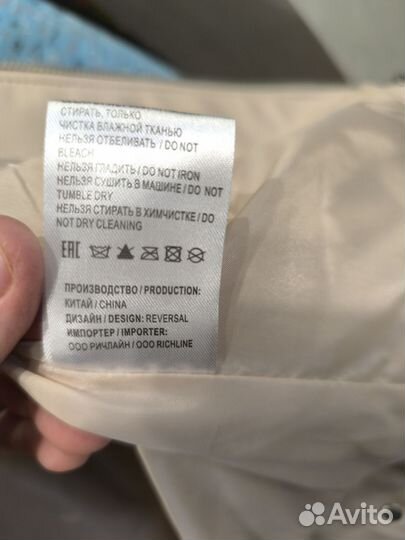 СТИРАТЬ, ТОЛЬКО
ЧИСТКА ВЛАЖНОЙ ТКАНЬЮ
НЕЛЬЗЯ ОТБЕЛИВАТЬ / DO NOT
BLEACH
НЕЛЬЗЯ ГЛАДИТЬ / DO NOT IRON
НЕЛЬЗЯ СУШИТЬ В МАШИНЕ / DO NOT
TUMBLE DRY
НЕЛЬЗЯ СТИРАТЬ В ХИМЧИСТКЕ / DO
NOT DRY CLEANING
EAC
ПРОИЗВОДСТВО / PRODUCTION:
КИТАЙ / CHINA
ДИЗАЙН / DESIGN: REVERSAL
ИМПОРТЕР / IMPORTER:
ООО РИЧЛАЙН / OOO RICHLINE
Avito